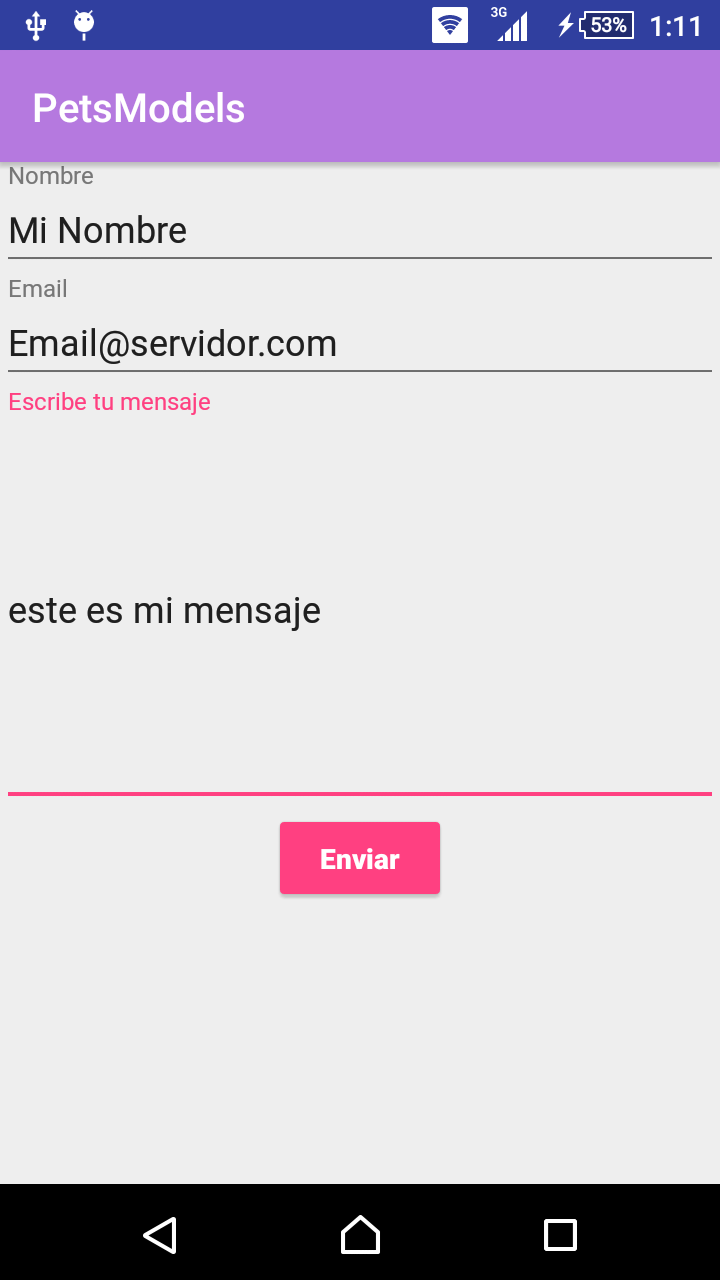 3G 53% 1:11
PetsModels
Nombre
Mi Nombre
Email
Email@servidor.com
Escribe tu mensaje
este es mi mensaje
Enviar